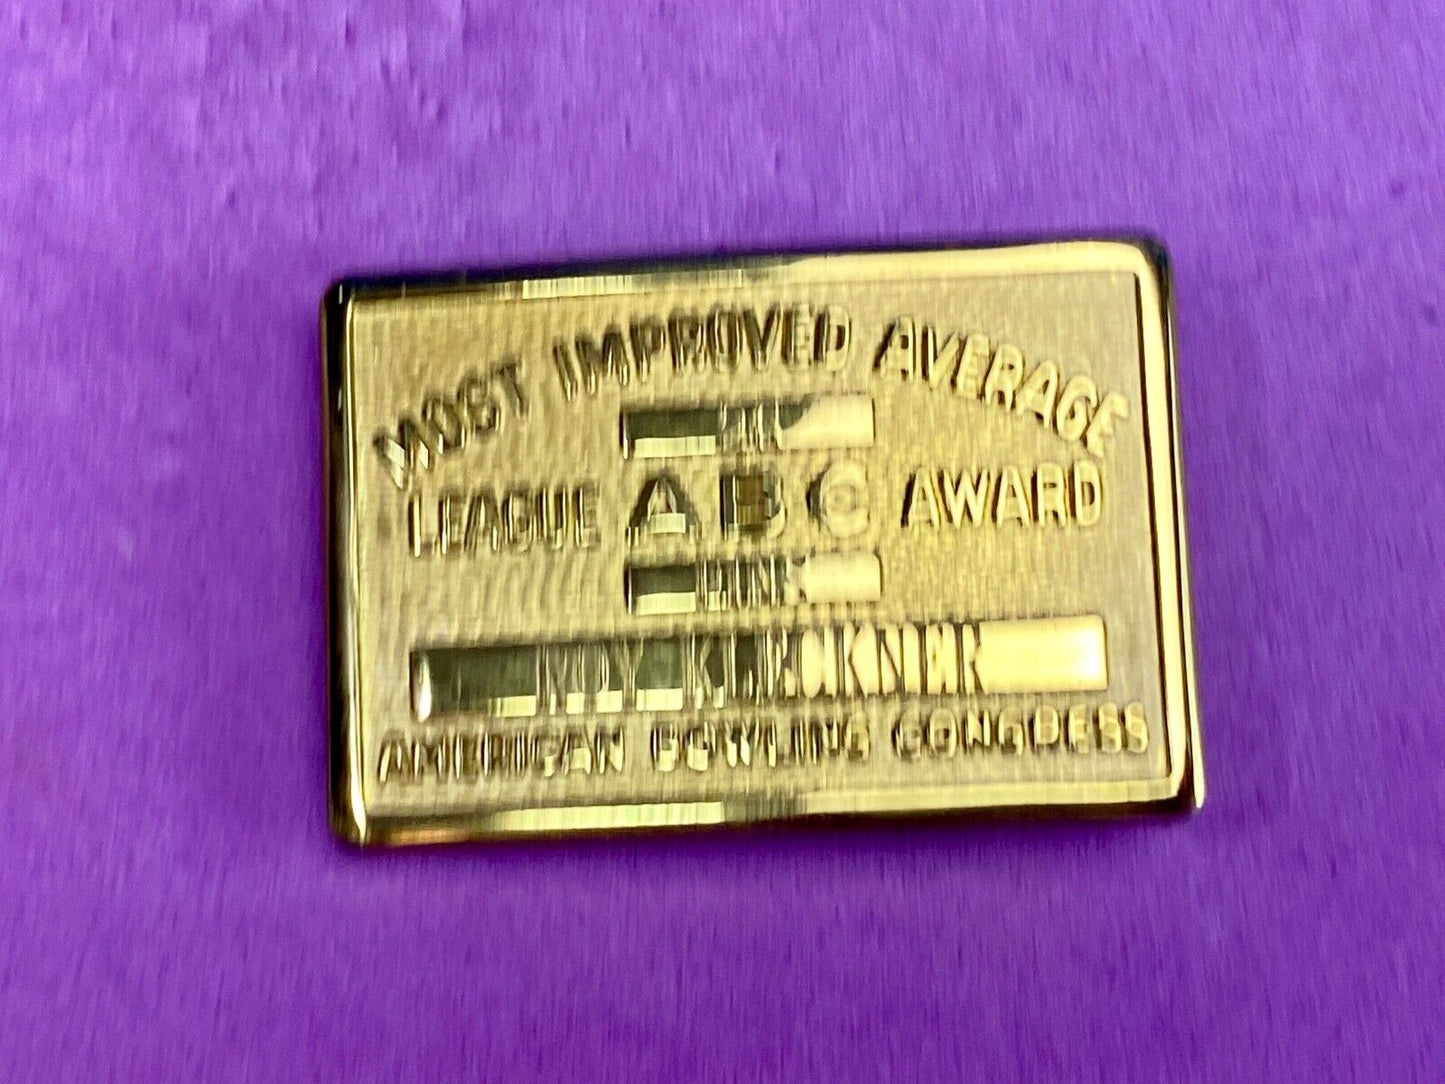 MOST IMPROVED AVERAGE
LEAGUE ABC AWARD
KLECKNER
AMERICAN BOWLING CONGRESS